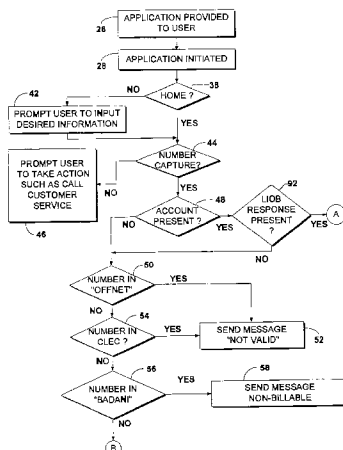 26
APPLICATION PROVIDED
TO USER
28
APPLICATION INITIATED
38
HOME ?
NO
YES
42
PROMPT USER TO INPUT
DESIRED INFORMATION
44
NUMBER
CAPTURE?
NO
YES
PROMPT USER
TO TAKE ACTION
SUCH AS CALL
CUSTOMER
SERVICE
46
48
ACCOUNT
PRESENT ?
NO
YES
92
LIOB
RESPONSE
PRESENT
?
YES
A
NO
50
NUMBER IN
"OFFNET"
YES
NO
54
NUMBER
IN CLEC ?
YES
SEND MESSAGE
"NOT VALID"
52
NO
56
NUMBER IN
"BADANI"
YES
58
SEND MESSAGE
NON-BILLABLE
NO
B